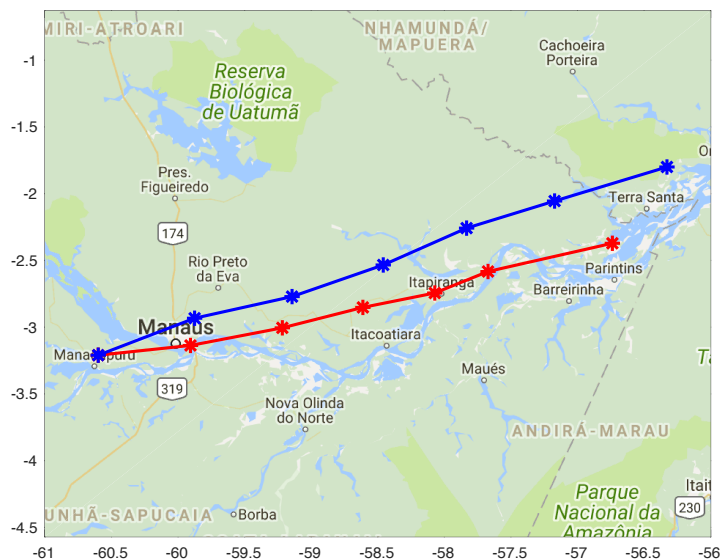 MIRI-ATROARI
NHAMUNDÁ/
MAPUERA
Cachoeira
Porteira
-1
Reserva
Biológica
de Uatumã
-1.5
Pres.
Figueiredo
-2
Terra Santa
174
-2.5
Rio Preto
da Eva
Itapiranga
Parintins
Barreirinha
-3
Manaus
Itacoatiara
Maués
319
-3.5
Nova Olinda
do Norte
ANDIRÁ-MARAU
-4
Parque
Nacional da
Amazônia
Itait
230
UNHÃ-SAPUCAIA
Borba
-4.5
-61
-60.5
-60
-59.5
-59
-58.5
-58
-57.5
-57
-56.5
-56